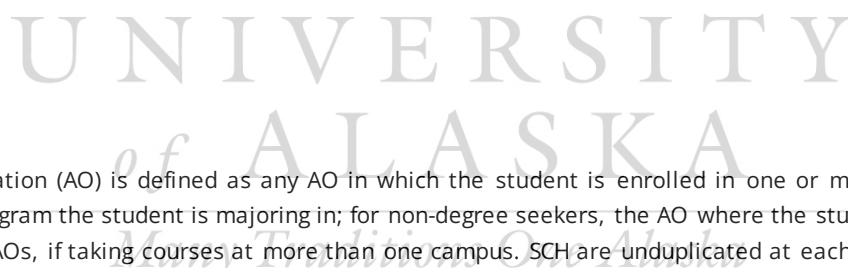 UNIVERSITY
of ALASKA
ation (AO) is defined as any AO in which the student is enrolled in one or m
gram the student is majoring in; for non-degree seekers, the AO where the stu
AOs, if taking courses at more than one campus. SCH are unduplicated at each
Many Traditions One Alaska